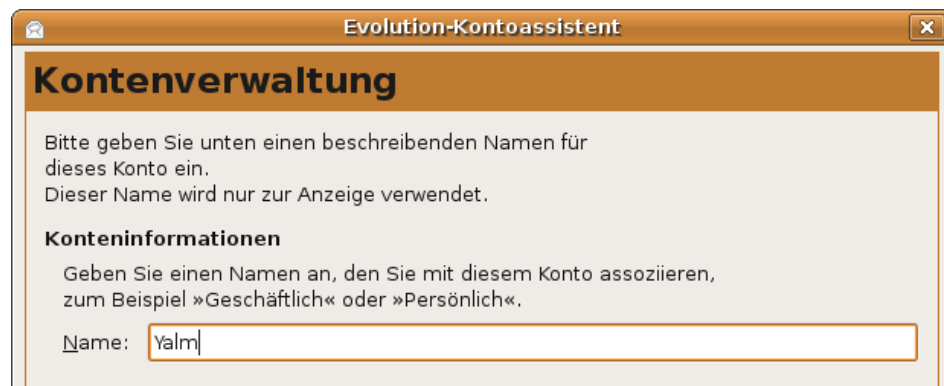 Evolution-Kontoassistent
Kontenverwaltung
Bitte geben Sie unten einen beschreibenden Namen für
dieses Konto ein.
Dieser Name wird nur zur Anzeige verwendet.
Konteninformationen
Geben Sie einen Namen an, den Sie mit diesem Konto assoziieren,
zum Beispiel »Geschäftlich« oder »Persönlich«.
Name: Yalm